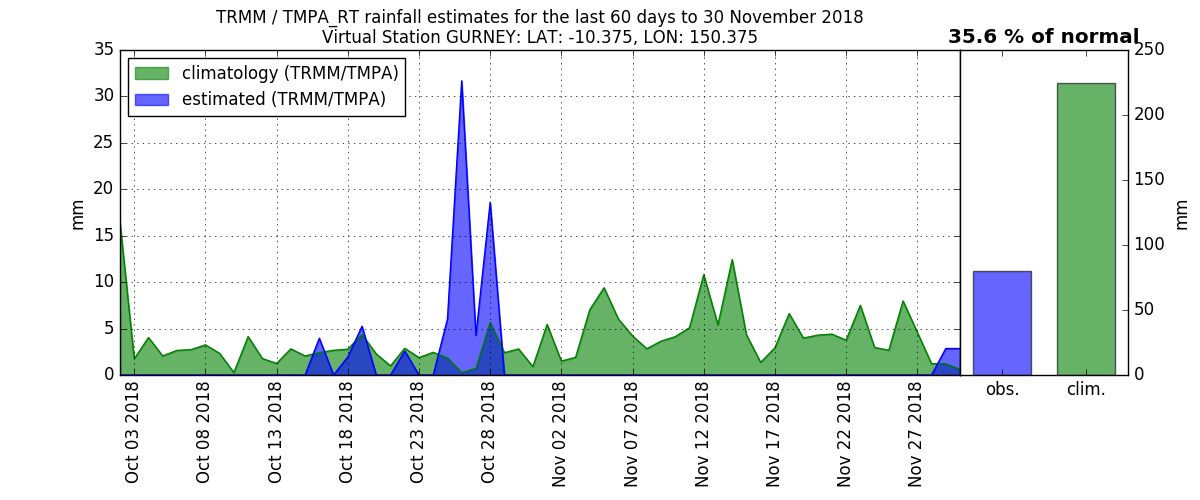 TRMM / TMPA_RT rainfall estimates for the last 60 days to 30 November 2018
Virtual Station GURNEY: LAT: -10.375, LON: 150.375
35.6 % of normal
climatology (TRMM/TMPA)
estimated (TRMM/TMPA)
mm
35
30
25
20
15
10
5
0
Oct 03 2018
Oct 08 2018
Oct 13 2018
Oct 18 2018
Oct 23 2018
Oct 28 2018
Nov 02 2018
Nov 07 2018
Nov 12 2018
Nov 17 2018
Nov 22 2018
Nov 27 2018
obs.
clim.
250
200
150
100
50
0
mm